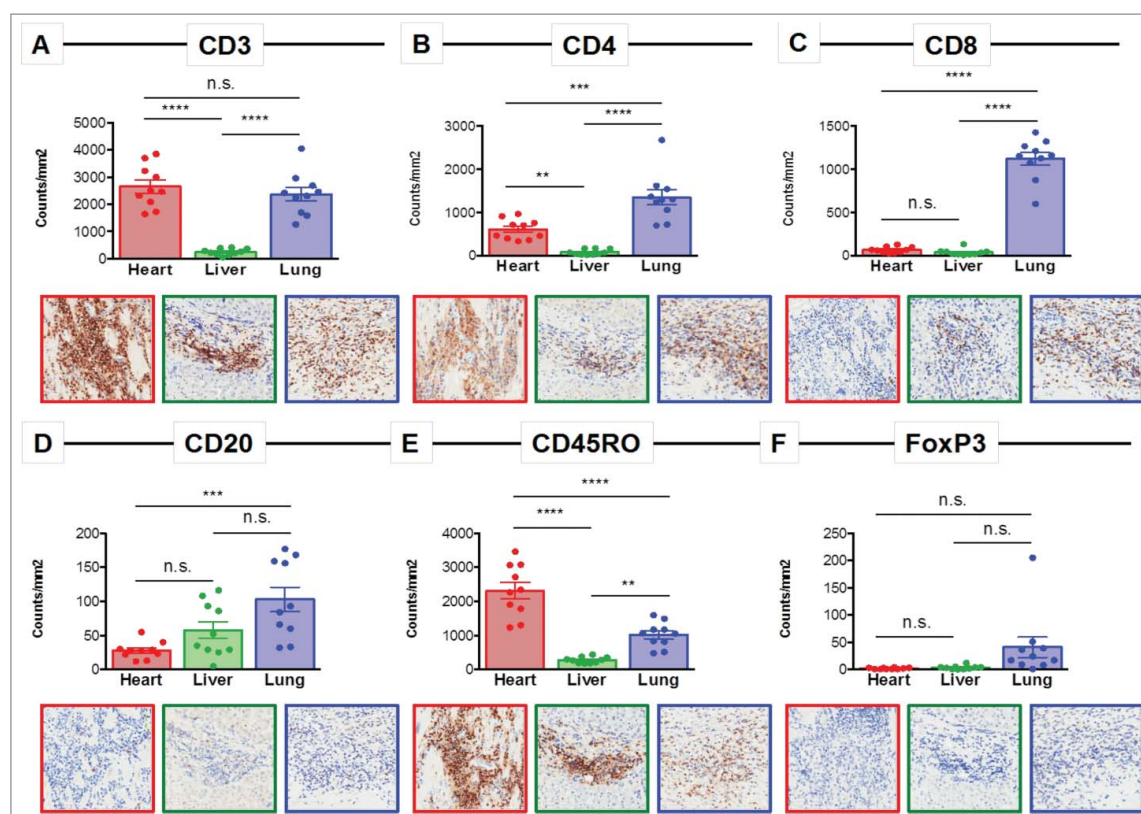 A CD3
n.s.
**** ****
Counts/mm2
5000
4000
3000
2000
1000
0
Heart Liver Lung
B CD4
***
****
**
Counts/mm2
3000
2000
1000
0
Heart Liver Lung
C CD8
****
****
n.s.
Counts/mm2
1500
1000
500
0
Heart Liver Lung
D CD20
***
n.s.
n.s.
Counts/mm2
200
150
100
50
0
Heart Liver Lung
E CD45RO
****
****
**
Counts/mm2
4000
3000
2000
1000
0
Heart Liver Lung
F FoxP3
n.s.
n.s.
n.s.
Counts/mm2
250
200
150
100
50
0
Heart Liver Lung